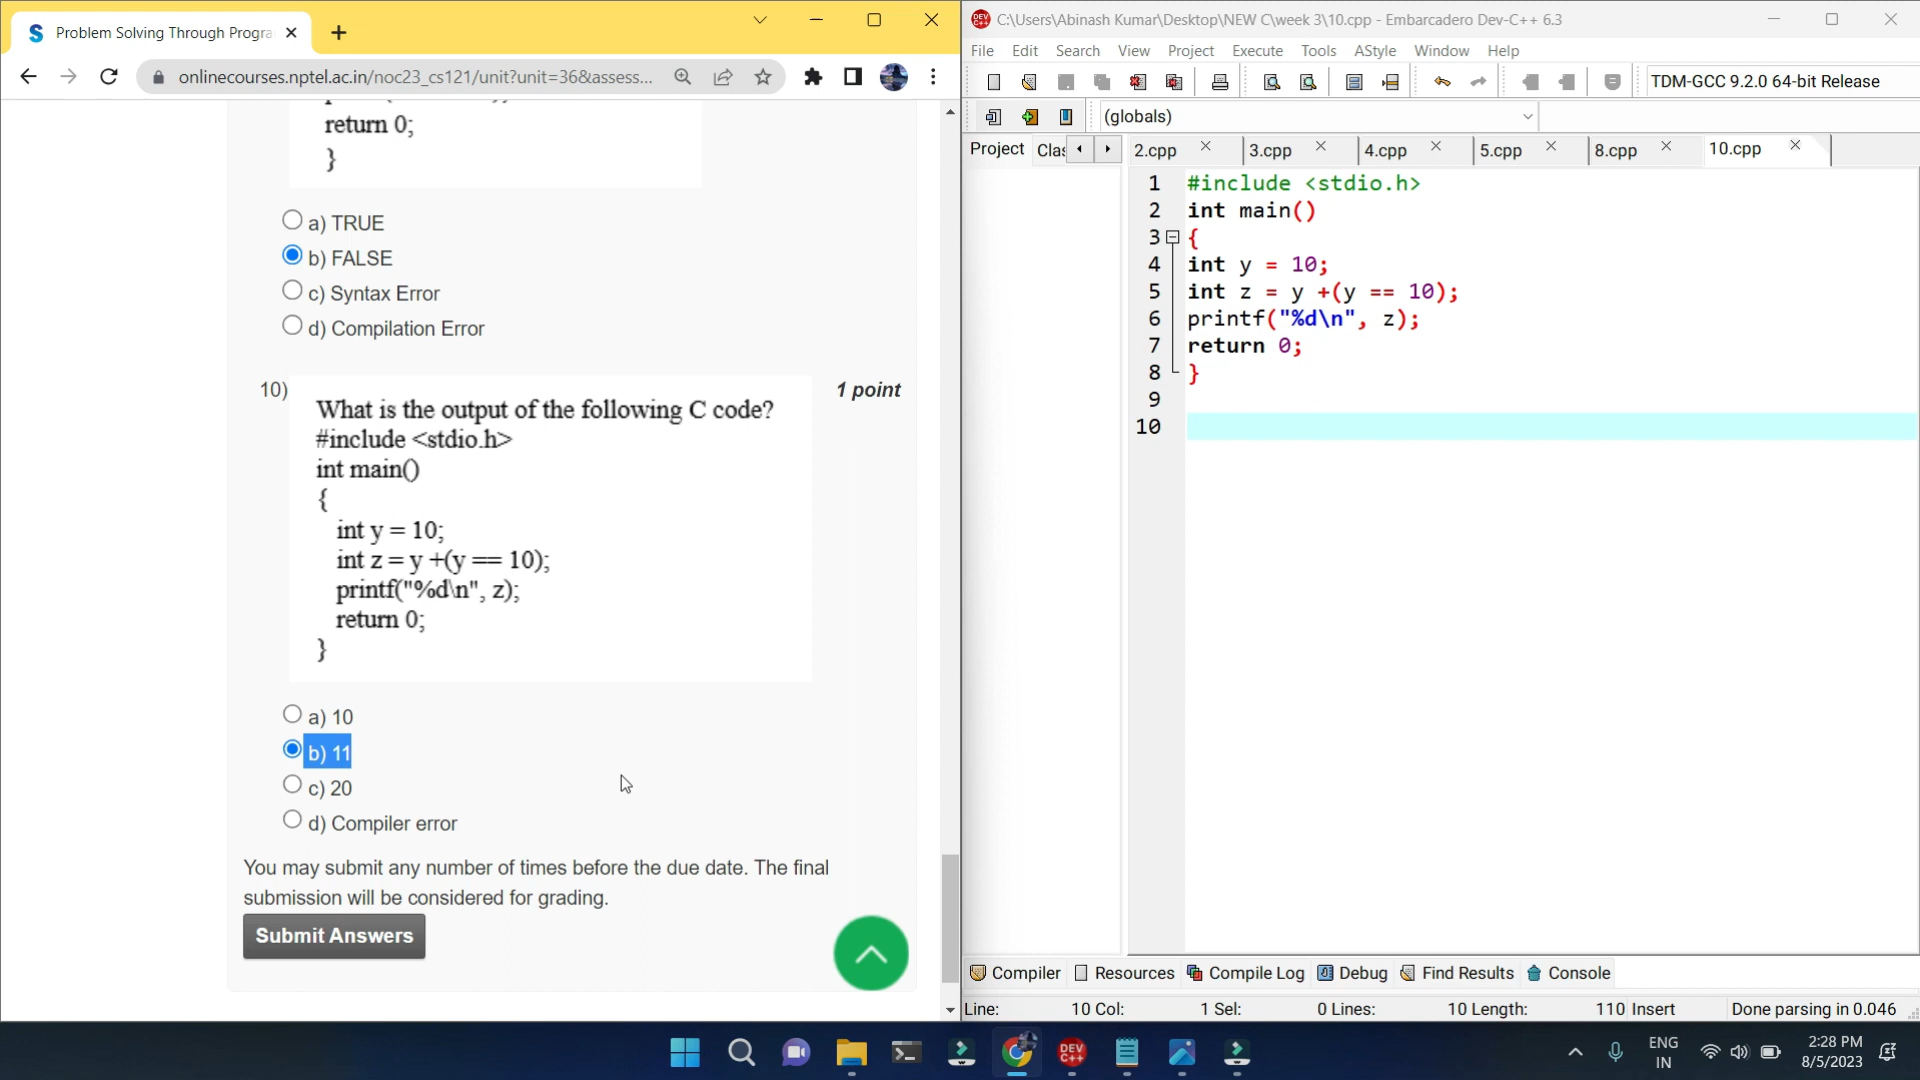 Problem Solving Through Progra
onlinecourses.nptel.ac.in/noc23_cs121/unit?unit=36&assess...
return 0;
}
a) TRUE
b) FALSE
c) Syntax Error
d) Compilation Error
10)
1 point
What is the output of the following C code?
#include <stdio.h>
int main()
{
int y = 10;
int z = y +(y == 10);
printf("%d\n", z);
return 0;
}
a) 10
b) 11
c) 20
d) Compiler error
You may submit any number of times before the due date. The final
submission will be considered for grading.
Submit Answers
C:\Users\Abinash Kumar\Desktop\NEW C\week 3\10.cpp - Embarcadero Dev-C++ 6.3
File Edit Search View Project Execute Tools AStyle Window Help
TDM-GCC 9.2.0 64-bit Release
(globals)
Project Clas 2.cpp 3.cpp 4.cpp 5.cpp 8.cpp 10.cpp
1 #include <stdio.h>
2 int main()
3 {
4 int y = 10;
5 int z = y +(y == 10);
6 printf("%d\n", z);
7 return 0;
8 }
9
10
Compiler Resources Compile Log Debug Find Results Console
Line: 10 Col: 1 Sel: 0 Lines: 10 Length: 110 Insert Done parsing in 0.046
DEV C++
ENG
IN
2:28 PM
8/5/2023